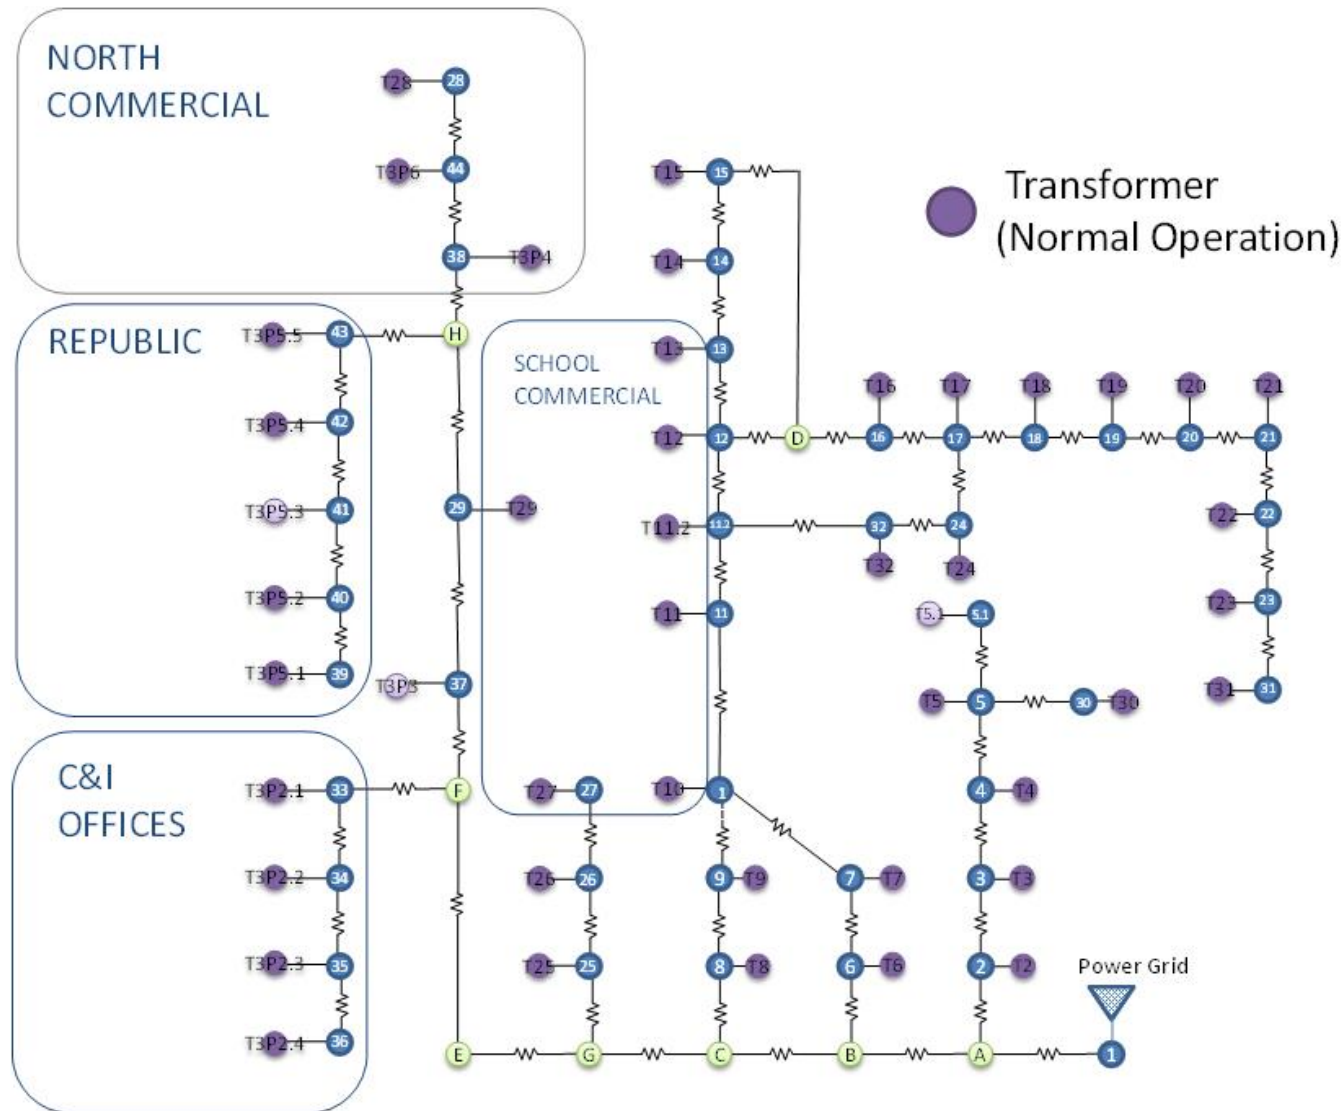 NORTH
COMMERCIAL
T28
28
T3P6
44
38
T3P4
T15
15
T14
14
Transformer
(Normal Operation)
REPUBLIC
T3P5.5
43
H
T3P5.4
42
T3P5.3
41
T3P5.2
40
T3P5.1
39
29
T29
T3P3
37
SCHOOL
COMMERCIAL
T13
13
T12
12
D
T11.2
11.2
T11
11
T10
1
T27
27
T16
T17
T18
T19
T20
T21
16
17
18
19
20
21
32
24
T32
T24
T22
22
T23
23
T31
31
T5.1
5.1
T5
5
30
T30
4
T4
C&I
OFFICES
T3P2.1
33
F
T3P2.2
34
T3P2.3
35
T3P2.4
36
T26
26
9
T9
7
T7
3
T3
T25
25
8
T8
6
T6
2
T2
Power Grid
E
G
C
B
A
1